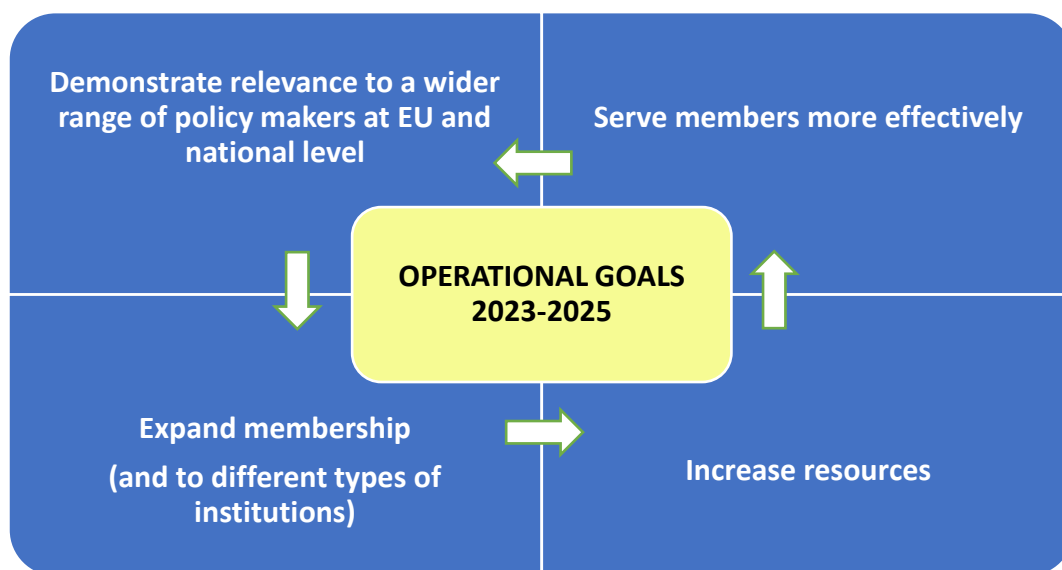 Demonstrate relevance to a wider
range of policy makers at EU and
national level
Serve members more effectively
OPERATIONAL GOALS
2023-2025
Expand membership
(and to different types of
institutions)
Increase resources